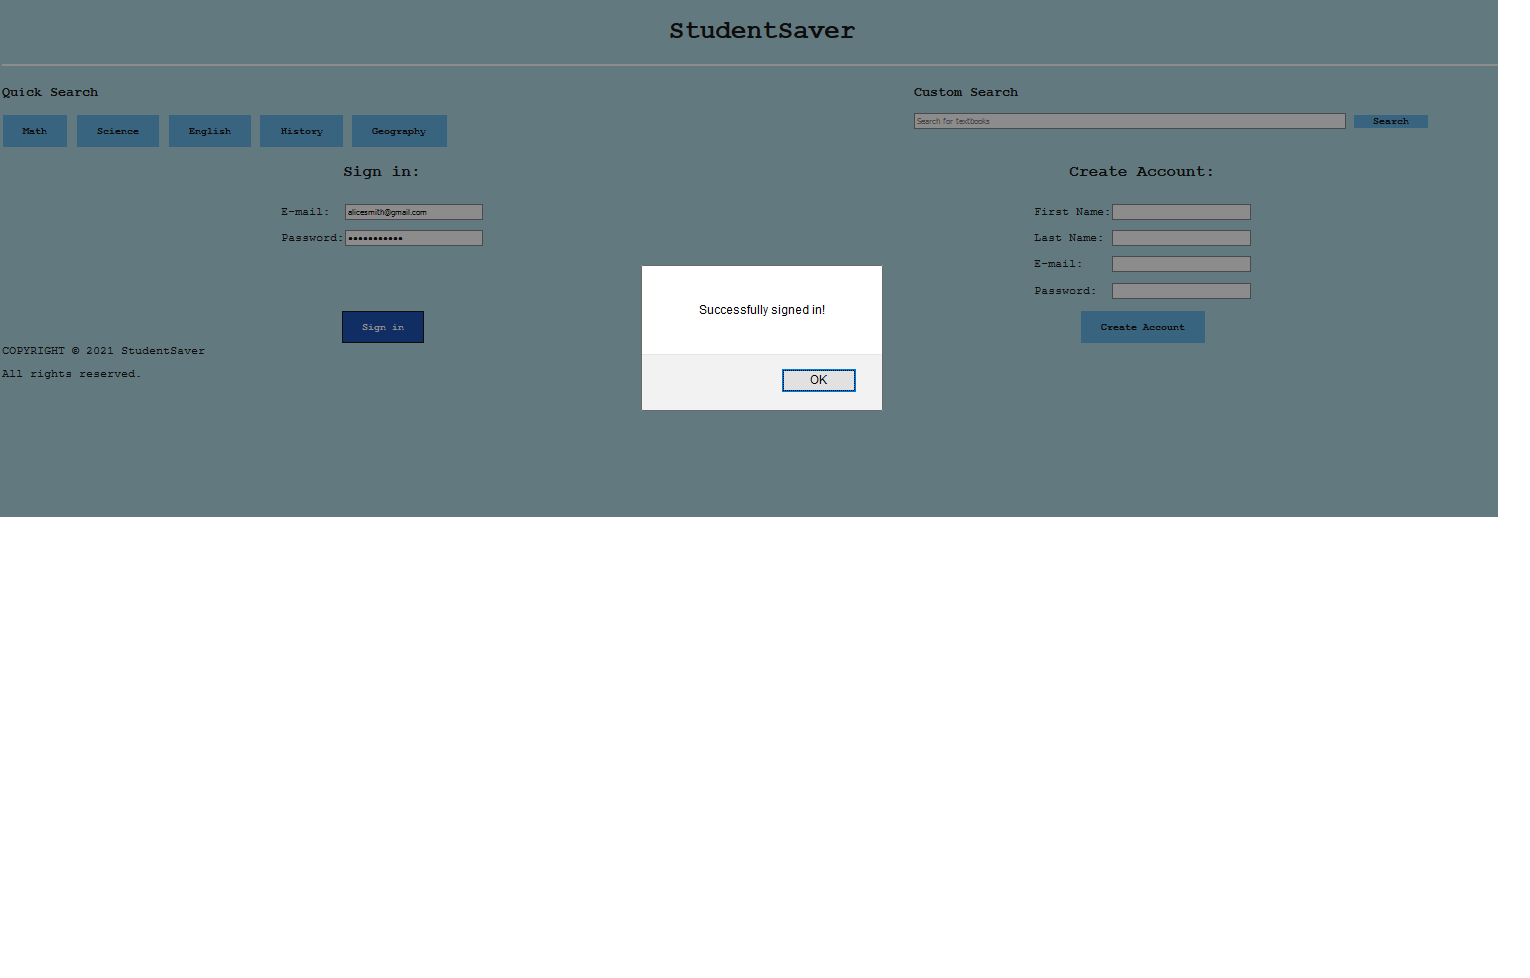 StudentSaver
Quick Search
Math Science English History Geography
Custom Search
Search for textbooks Search
Sign in:
E-mail: alicesmith@gmail.com
Password: •••••••••••
Sign in
Create Account:
First Name:
Last Name:
E-mail:
Password:
Create Account
Successfully signed in!
OK
COPYRIGHT © 2021 StudentSaver
All rights reserved.